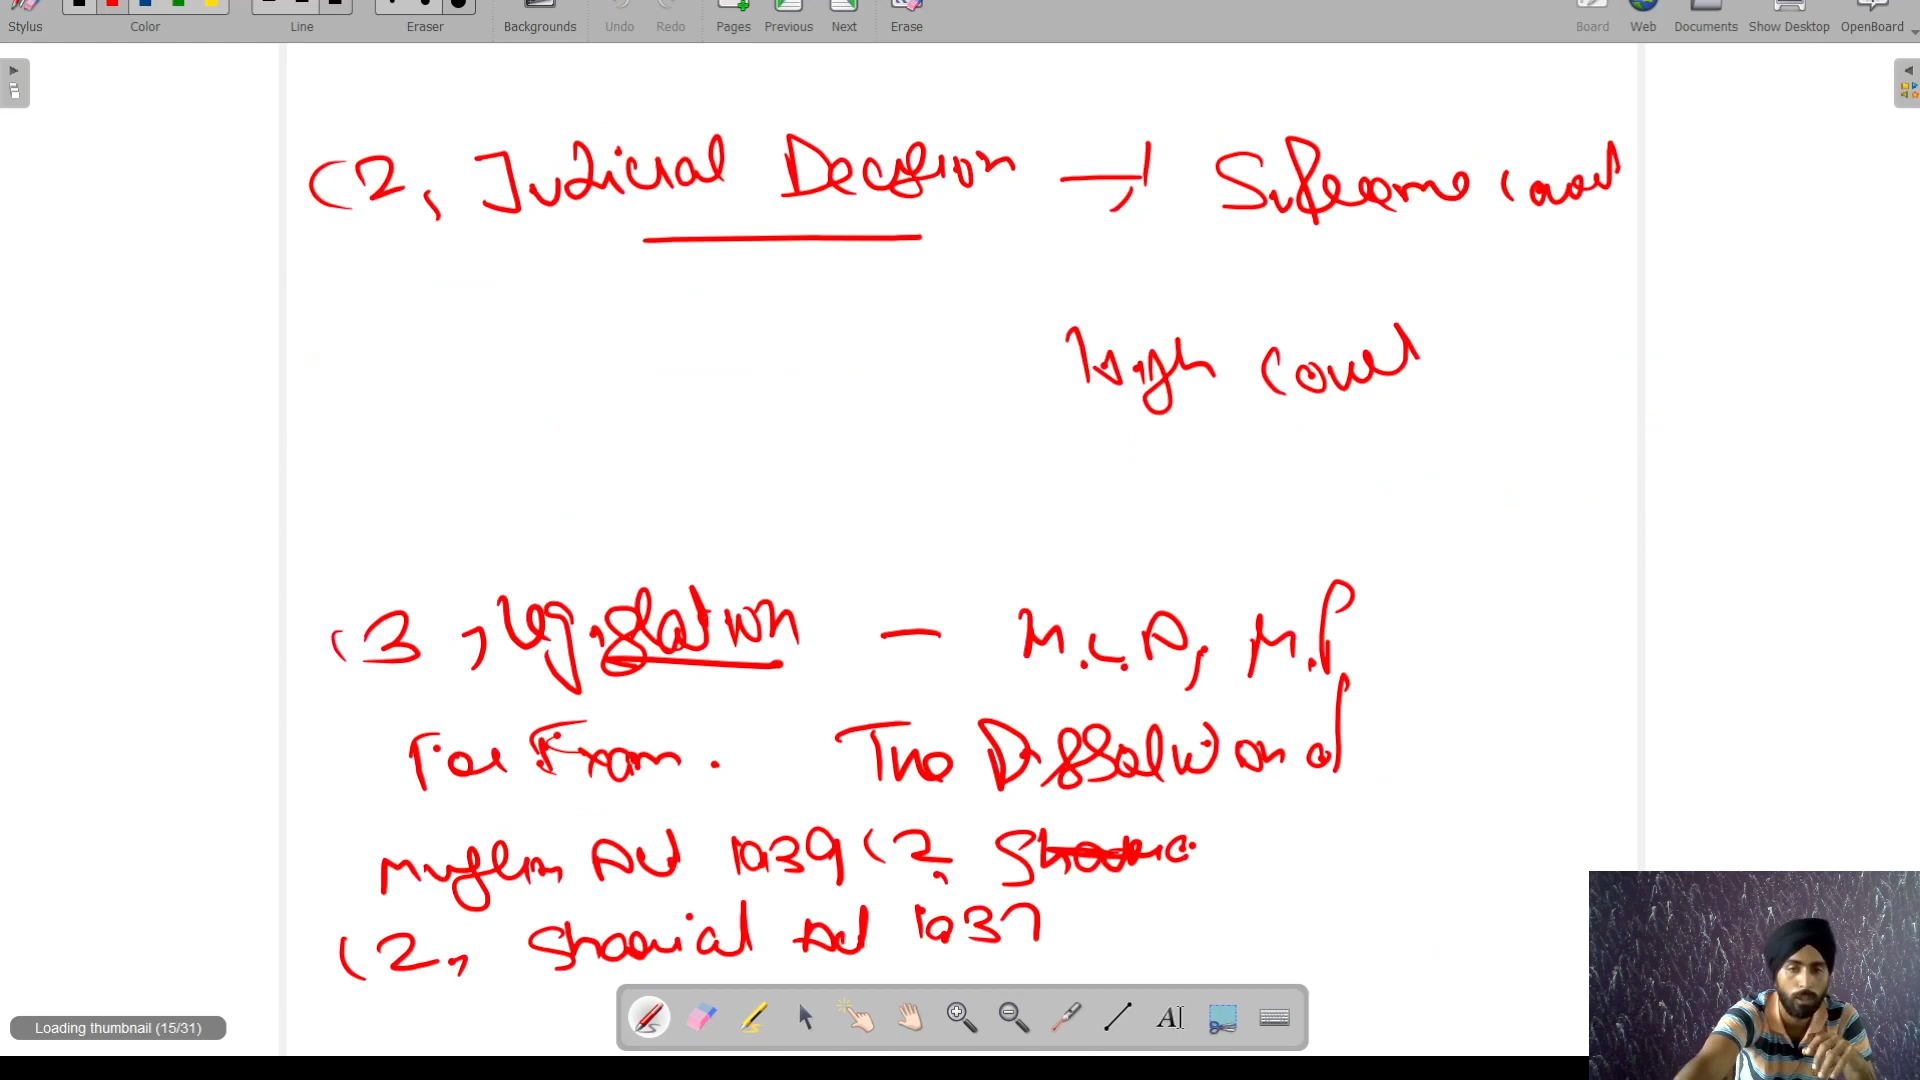 Stylus Color Line Eraser Backgrounds Undo Redo Pages Previous Next Erase Board Web Documents Show Desktop OpenBoard
(2, Judicial Decision → Supreme Court
High Court
(3, Legislation – M.L.A, M.P
For Exam. The Dissolution of
Muslim Act 1939 (2,
(2, Shariat Act 1937
Loading thumbnail (15/31)